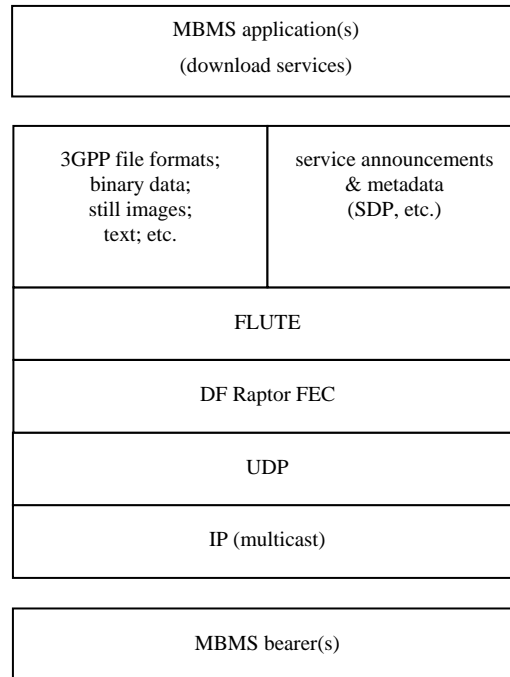 MBMS application(s)
(download services)
3GPP file formats;
binary data;
still images;
text; etc.
service announcements
& metadata
(SDP, etc.)
FLUTE
DF Raptor FEC
UDP
IP (multicast)
MBMS bearer(s)